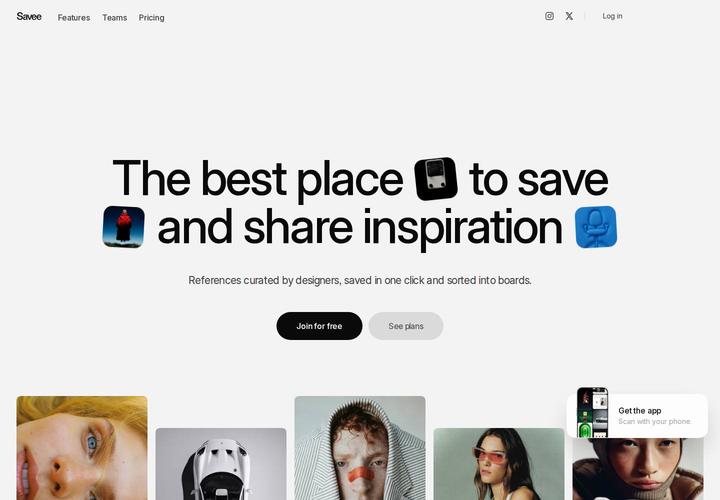 Savee
Features
Teams
Pricing
Log in
The best place to save
and share inspiration
References curated by designers, saved in one click and sorted into boards.
Join for free
See plans
Get the app
Scan with your phone